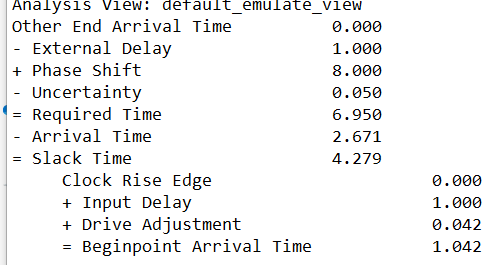 Analysis View: default_emulate_view
Other End Arrival Time 0.000
- External Delay 1.000
+ Phase Shift 8.000
- Uncertainty 0.050
= Required Time 6.950
- Arrival Time 2.671
= Slack Time 4.279
Clock Rise Edge 0.000
+ Input Delay 1.000
+ Drive Adjustment 0.042
= Beginpoint Arrival Time 1.042